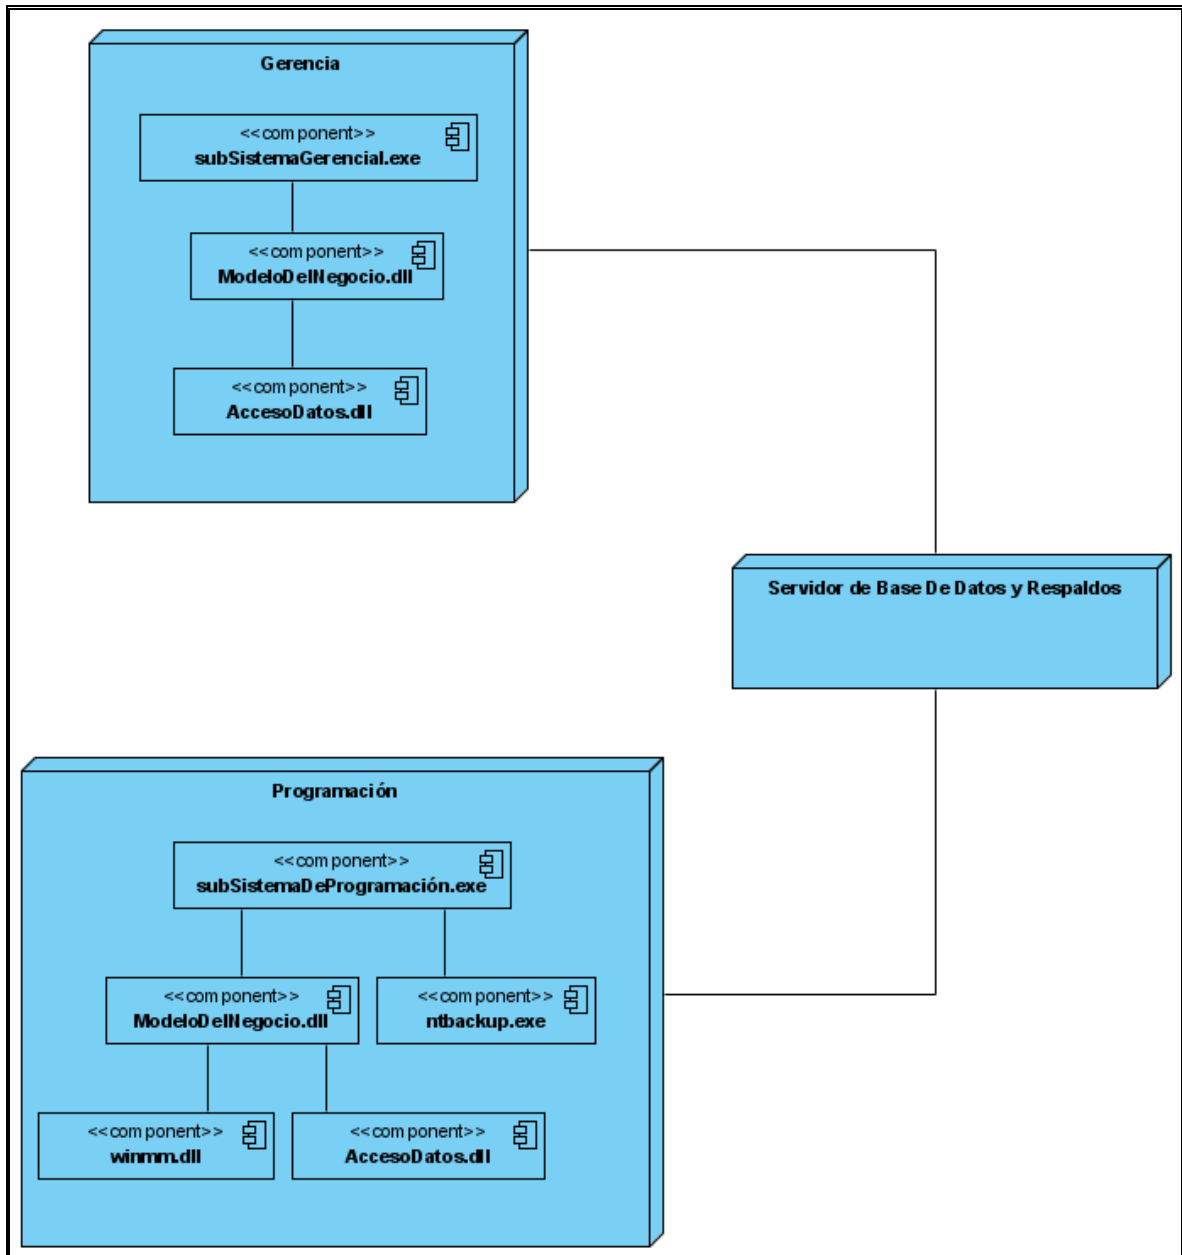 Gerencia
<<component>>
subSistemaGerencial.exe
<<component>>
ModeloDelNegocio.dll
<<component>>
AccesoDatos.dll
Servidor de Base De Datos y Respaldos
Programación
<<component>>
subSistemaDeProgramación.exe
<<component>>
ModeloDelNegocio.dll
<<component>>
ntbackup.exe
<<component>>
winmm.dll
<<component>>
AccesoDatos.dll